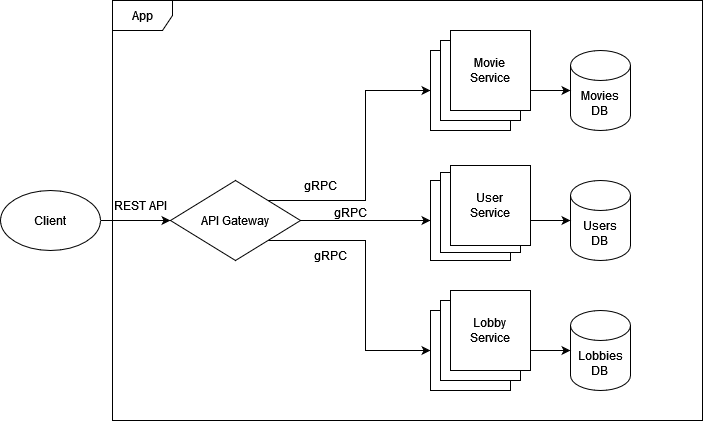 App
Movie
Service
Movies
DB
gRPC
REST API
Client
API Gateway
gRPC
User
Service
Users
DB
gRPC
Lobby
Service
Lobbies
DB